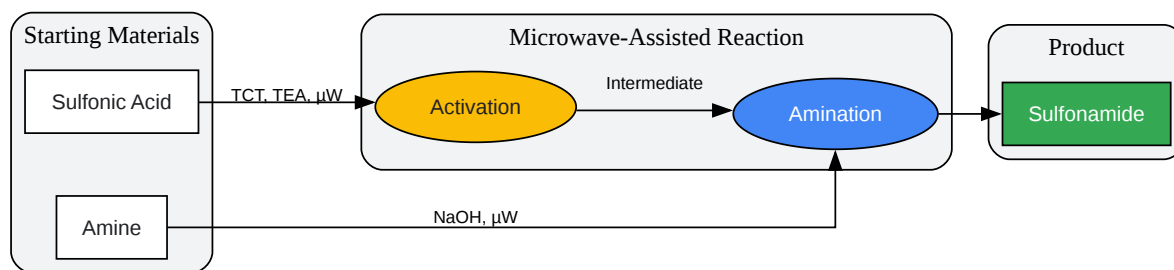 Starting Materials
Microwave-Assisted Reaction
Product
Sulfonic Acid
TCT, TEA, µW
Activation
Intermediate
Amination
Sulfonamide
Amine
NaOH, µW